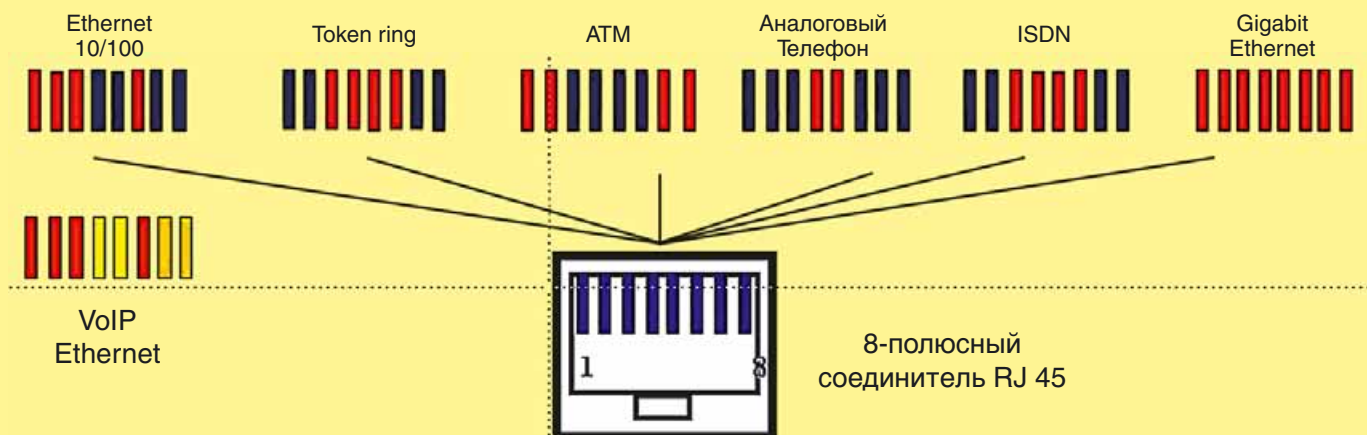 Ethernet
10/100
Token ring
ATM
Аналоговый
Телефон
ISDN
Gigabit
Ethernet
VoIP
Ethernet
1
8
8-полюсный
соединитель RJ 45